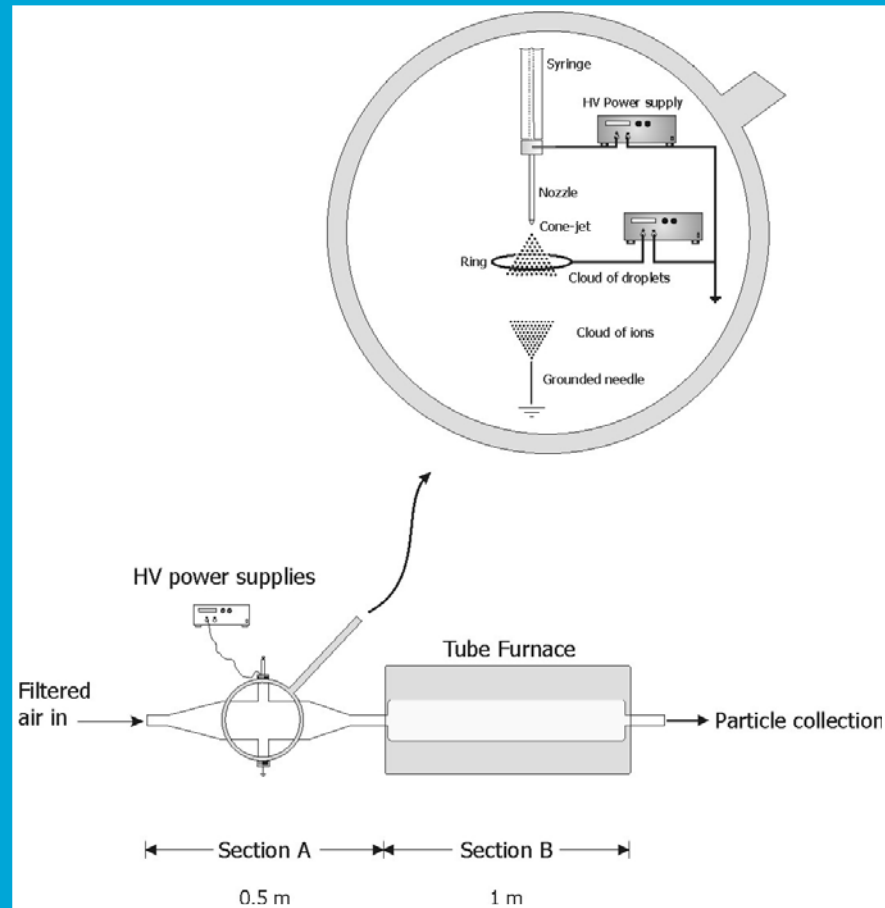 Syringe
HV Power supply
Nozzle
Cone-jet
Ring
Cloud of droplets
Cloud of ions
Grounded needle
HV power supplies
Tube Furnace
Filtered
air in
Particle collection
Section A
Section B
0.5 m
1 m